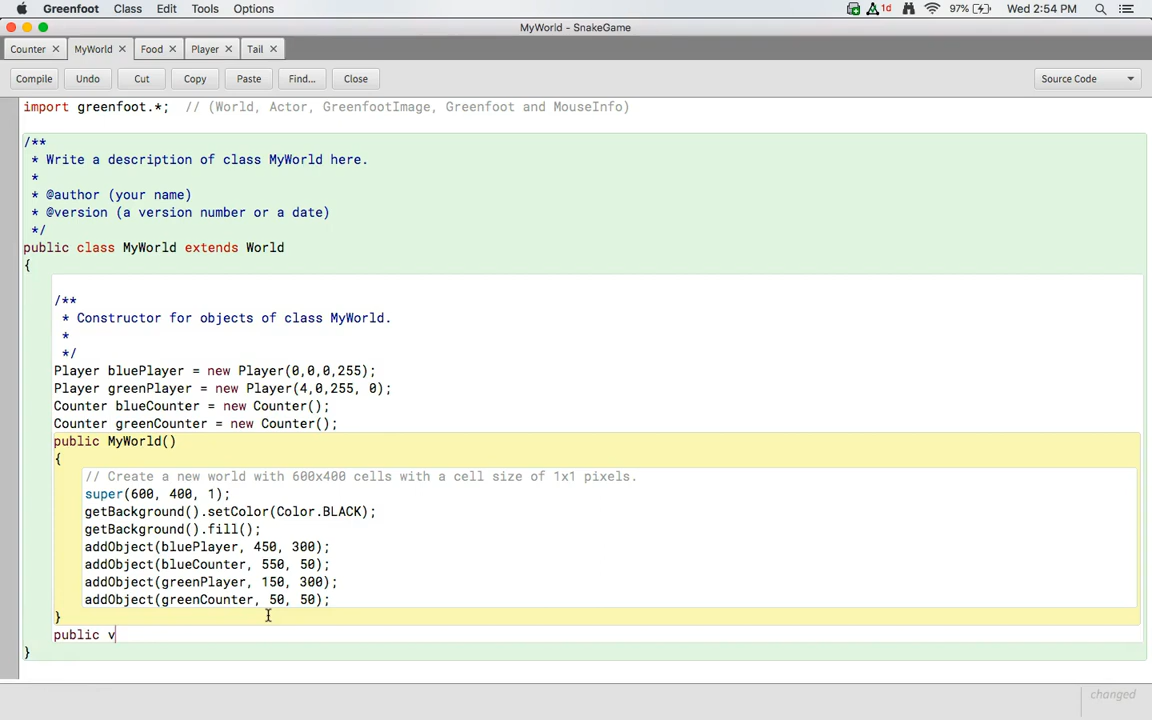 Greenfoot Class Edit Tools Options 1d 97% Wed 2:54 PM
MyWorld - SnakeGame
Counter MyWorld Food Player Tail
Compile Undo Cut Copy Paste Find... Close Source Code
import greenfoot.*; // (World, Actor, GreenfootImage, Greenfoot and MouseInfo)
/**
* Write a description of class MyWorld here.
*
* @author (your name)
* @version (a version number or a date)
*/
public class MyWorld extends World
{
/**
* Constructor for objects of class MyWorld.
*
*/
Player bluePlayer = new Player(0,0,0,255);
Player greenPlayer = new Player(4,0,255, 0);
Counter blueCounter = new Counter();
Counter greenCounter = new Counter();
public MyWorld()
{
// Create a new world with 600x400 cells with a cell size of 1x1 pixels.
super(600, 400, 1);
getBackground().setColor(Color.BLACK);
getBackground().fill();
addObject(bluePlayer, 450, 300);
addObject(blueCounter, 550, 50);
addObject(greenPlayer, 150, 300);
addObject(greenCounter, 50, 50);
}
public v
}
changed